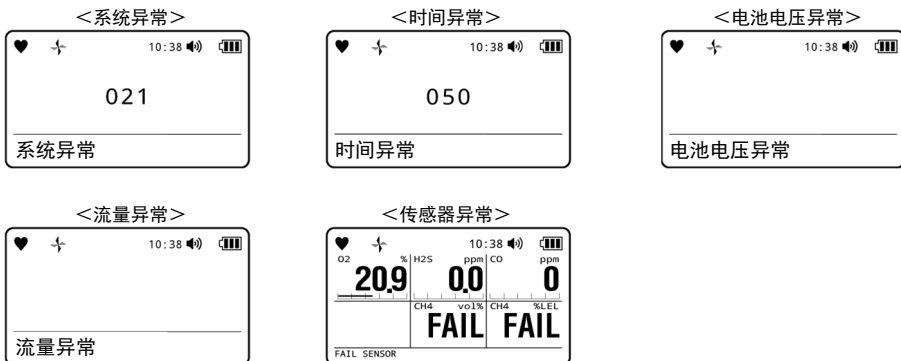 ＜系统异常＞
10:38
021
系统异常
＜时间异常＞
10:38
050
时间异常
＜电池电压异常＞
10:38
电池电压异常
＜流量异常＞
10:38
流量异常
＜传感器异常＞
10:38
O2 % H2S ppm CO ppm
20.9 0.0 0
CH4 vol% CH4 %LEL
FAIL FAIL
FAIL SENSOR